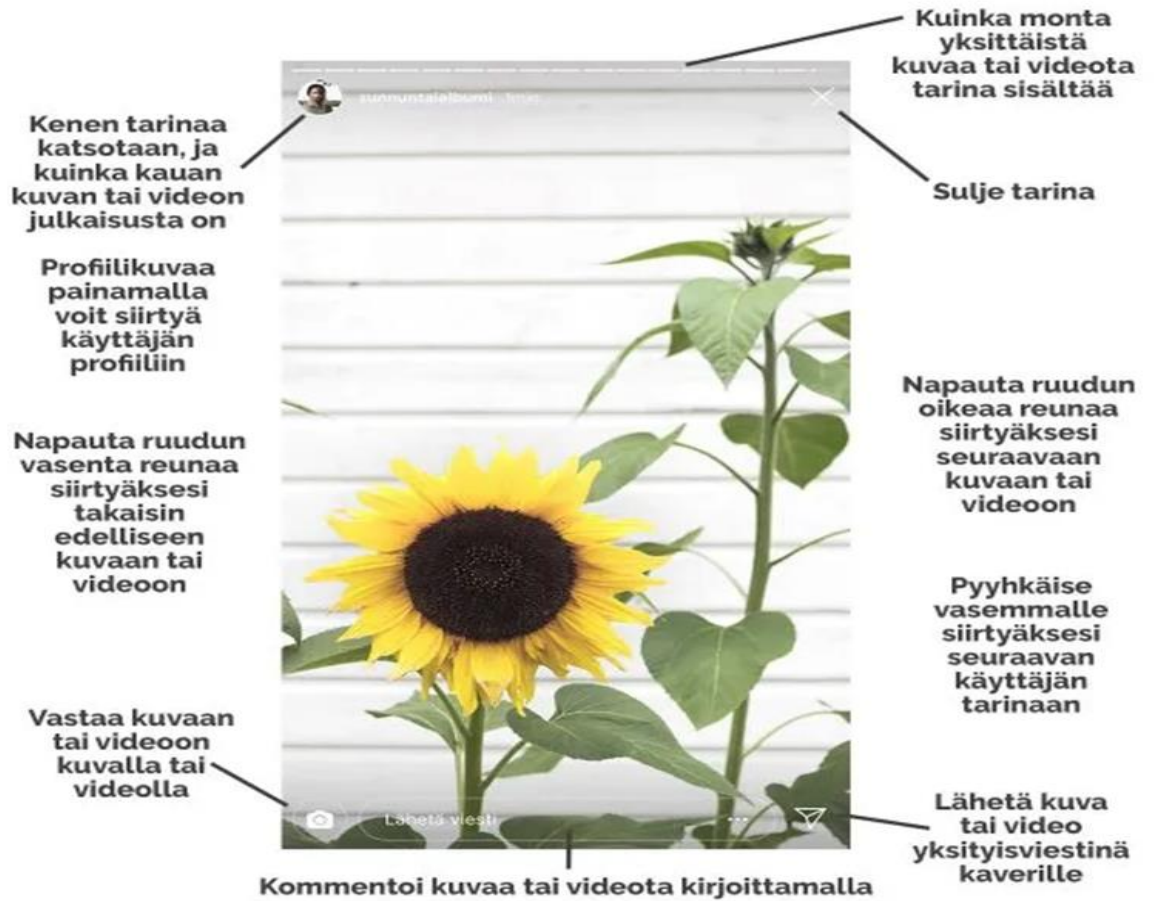 Kuinka monta
yksittäistä
kuvaa tai videota
tarina sisältää
sunnuntaialbumi
Kenen tarinaa
katsotaan, ja
kuinka kauan
kuvan tai videon
julkaisusta on
Sulje tarina
Profiilikuvaa
painamalla
voit siirtyä
käyttäjän
profiiliin
Napauta ruudun
oikeaa reunaa
siirtyäksesi
seuraavaan
kuvaan tai
videoon
Napauta ruudun
vasenta reunaa
siirtyäksesi
takaisin
edelliseen
kuvaan tai
videoon
Pyyhkäise
vasemmalle
siirtyäksesi
seuraavan
käyttäjän
tarinaan
Vastaa kuvaan
tai videoon
kuvalla tai
videolla
Lähetä viesti
Lähetä kuva
tai video
yksityisviestinä
kaverille
Kommentoi kuvaa tai videota kirjoittamalla